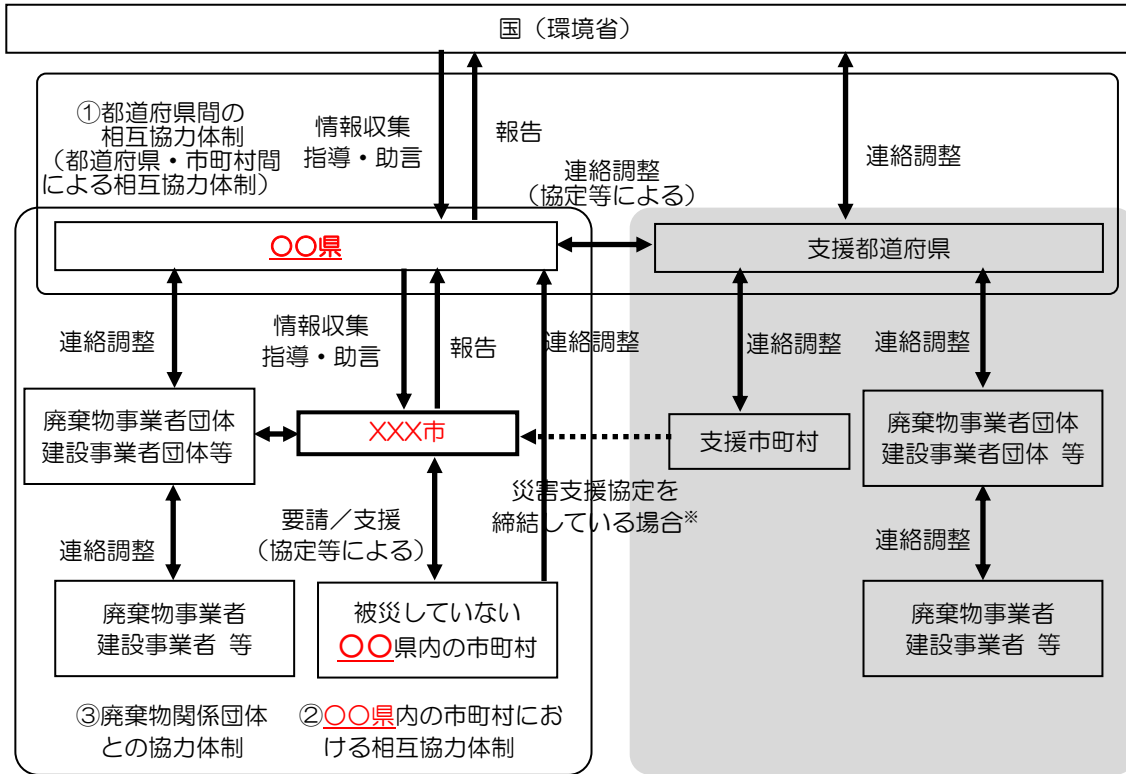 国（環境省）
①都道府県間の
相互協力体制
（都道府県・市町村間
による相互協力体制）
情報収集
指導・助言
報告
連絡調整
（協定等による）
連絡調整
〇〇県
支援都道府県
連絡調整
情報収集
指導・助言
報告
連絡調整
連絡調整
連絡調整
廃棄物事業者団体
建設事業者団体等
XXX市
支援市町村
廃棄物事業者団体
建設事業者団体 等
災害支援協定を
締結している場合※
連絡調整
要請／支援
（協定等による）
連絡調整
廃棄物事業者
建設事業者 等
被災していない
〇〇県内の市町村
廃棄物事業者
建設事業者 等
③廃棄物関係団体
との協力体制
②〇〇県内の市町村にお
ける相互協力体制